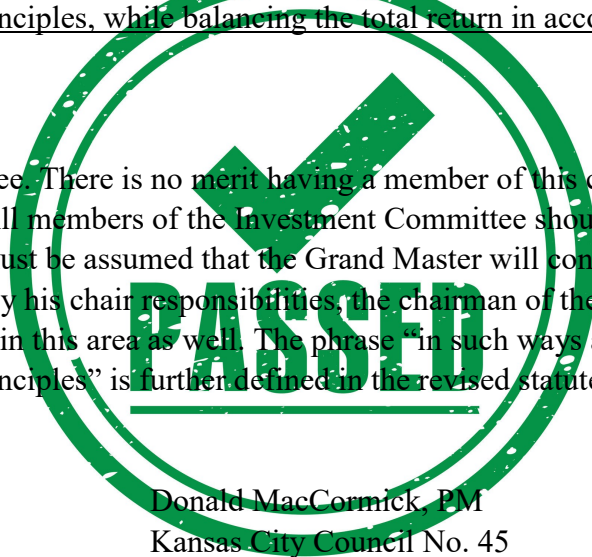 nciples, while balancing the total return in acco
ee. There is no merit having a member of this c
ll members of the Investment Committee shou
ust be assumed that the Grand Master will con
y his chair responsibilities, the chairman of the
in this area as well. The phrase “in such ways a
nciples” is further defined in the revised statute
PASSED
Donald MacCormick, PM
Kansas City Council No. 45